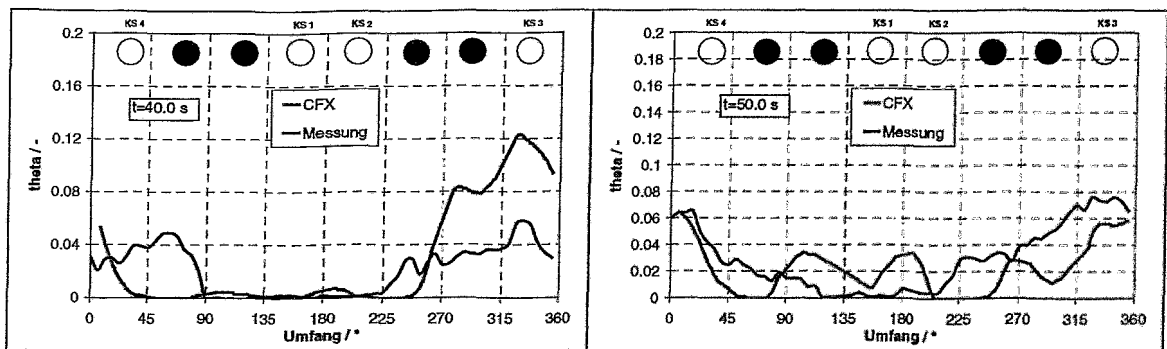 KS 4 KS 1 KS 2 KS 3
0.2
0.16
0.12
0.08
0.04
0
theta / -
t=40.0 s
CFX
Messung
0 45 90 135 180 225 270 315 360
Umfang / °
KS 4 KS 1 KS 2 KS 3
0.2
0.18
0.16
0.14
0.12
0.1
0.08
0.06
0.04
0.02
0
theta / -
t=50.0 s
CFX
Messung
0 45 90 135 180 225 270 315 360
Umfang / °